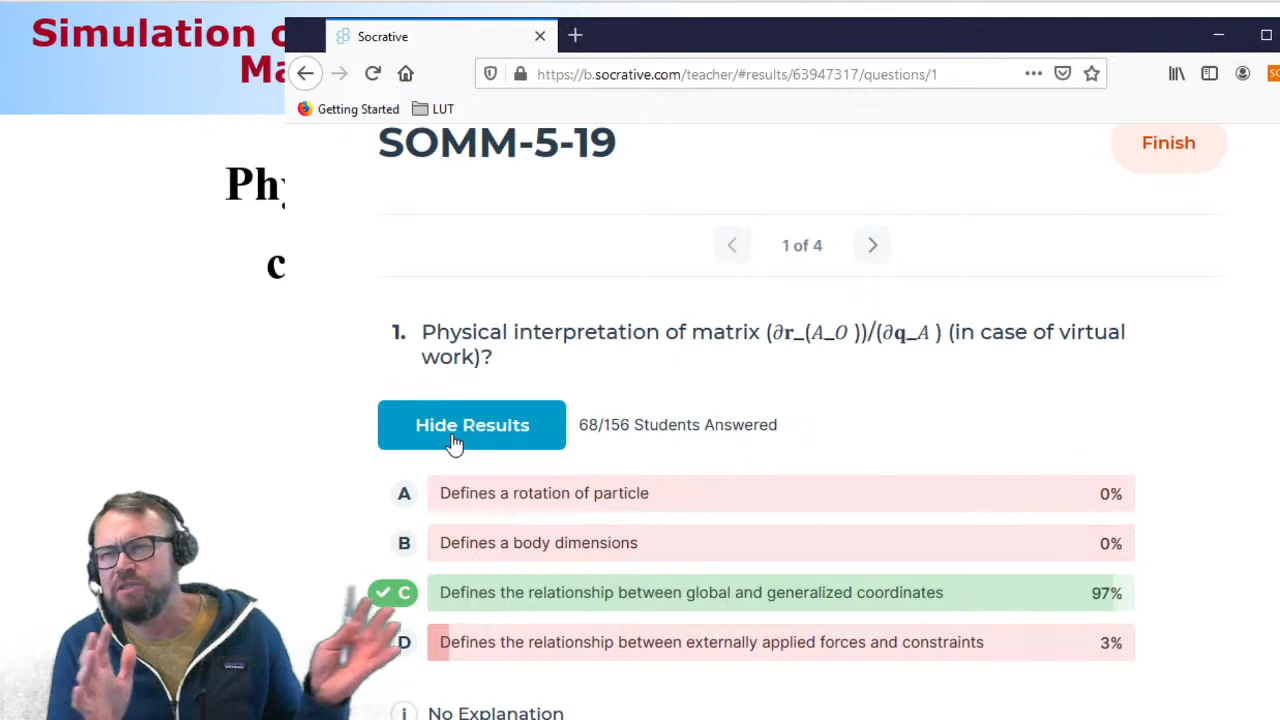 Simulation o
Ma
Phy
c
Socrative
https://b.socrative.com/teacher/#results/63947317/questions/1
Getting Started
LUT
SOMM-5-19
Finish
1 of 4
1. Physical interpretation of matrix (∂r_(A_O ))/(∂q_A ) (in case of virtual
work)?
Hide Results
68/156 Students Answered
A Defines a rotation of particle 0%
B Defines a body dimensions 0%
C Defines the relationship between global and generalized coordinates 97%
D Defines the relationship between externally applied forces and constraints 3%
i No Explanation